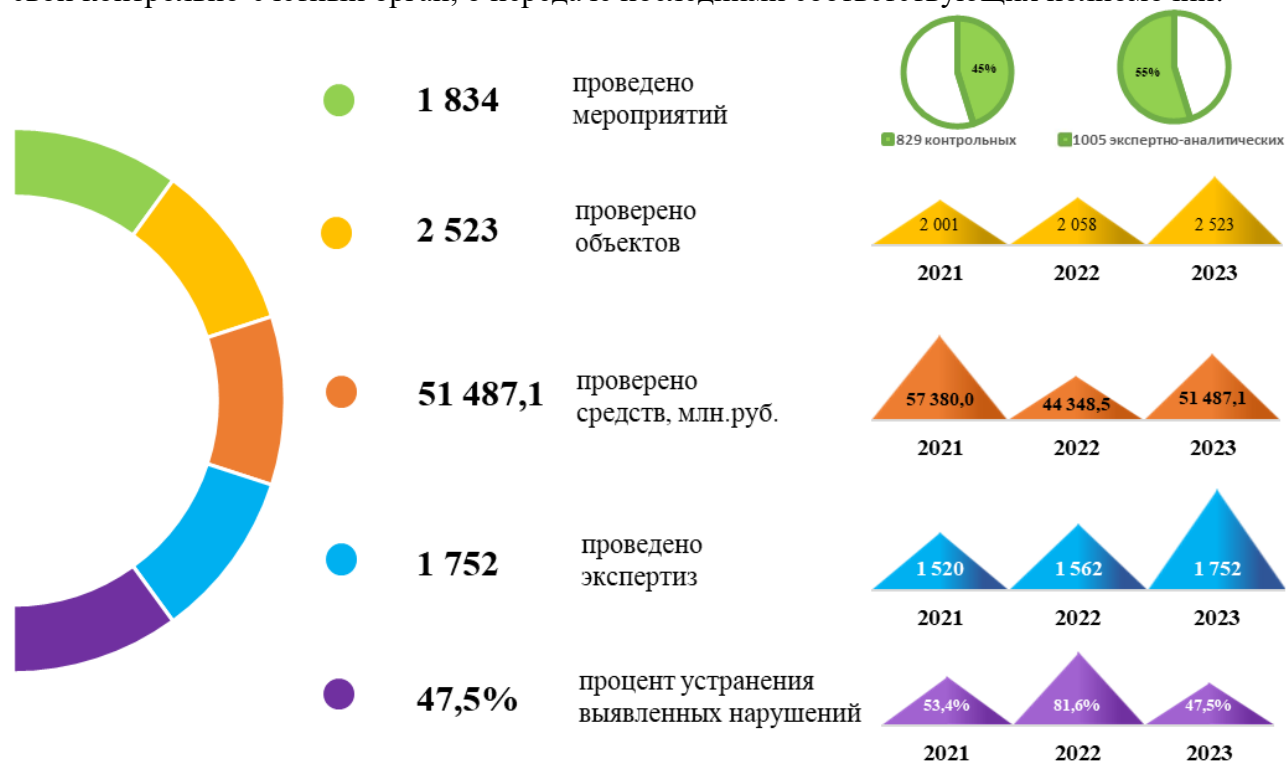 45%
55%
829 контрольных
1005 экспертно-аналитических
1 834
проведено
мероприятий
2 523
проверено
объектов
2 001
2 058
2 523
2021
2022
2023
51 487,1
проверено
средств, млн.руб.
57 380,0
44 348,5
51 487,1
2021
2022
2023
1 752
проведено
экспертиз
1 520
1 562
1 752
2021
2022
2023
47,5%
процент устранения
выявленных нарушений
53,4%
81,6%
47,5%
2021
2022
2023